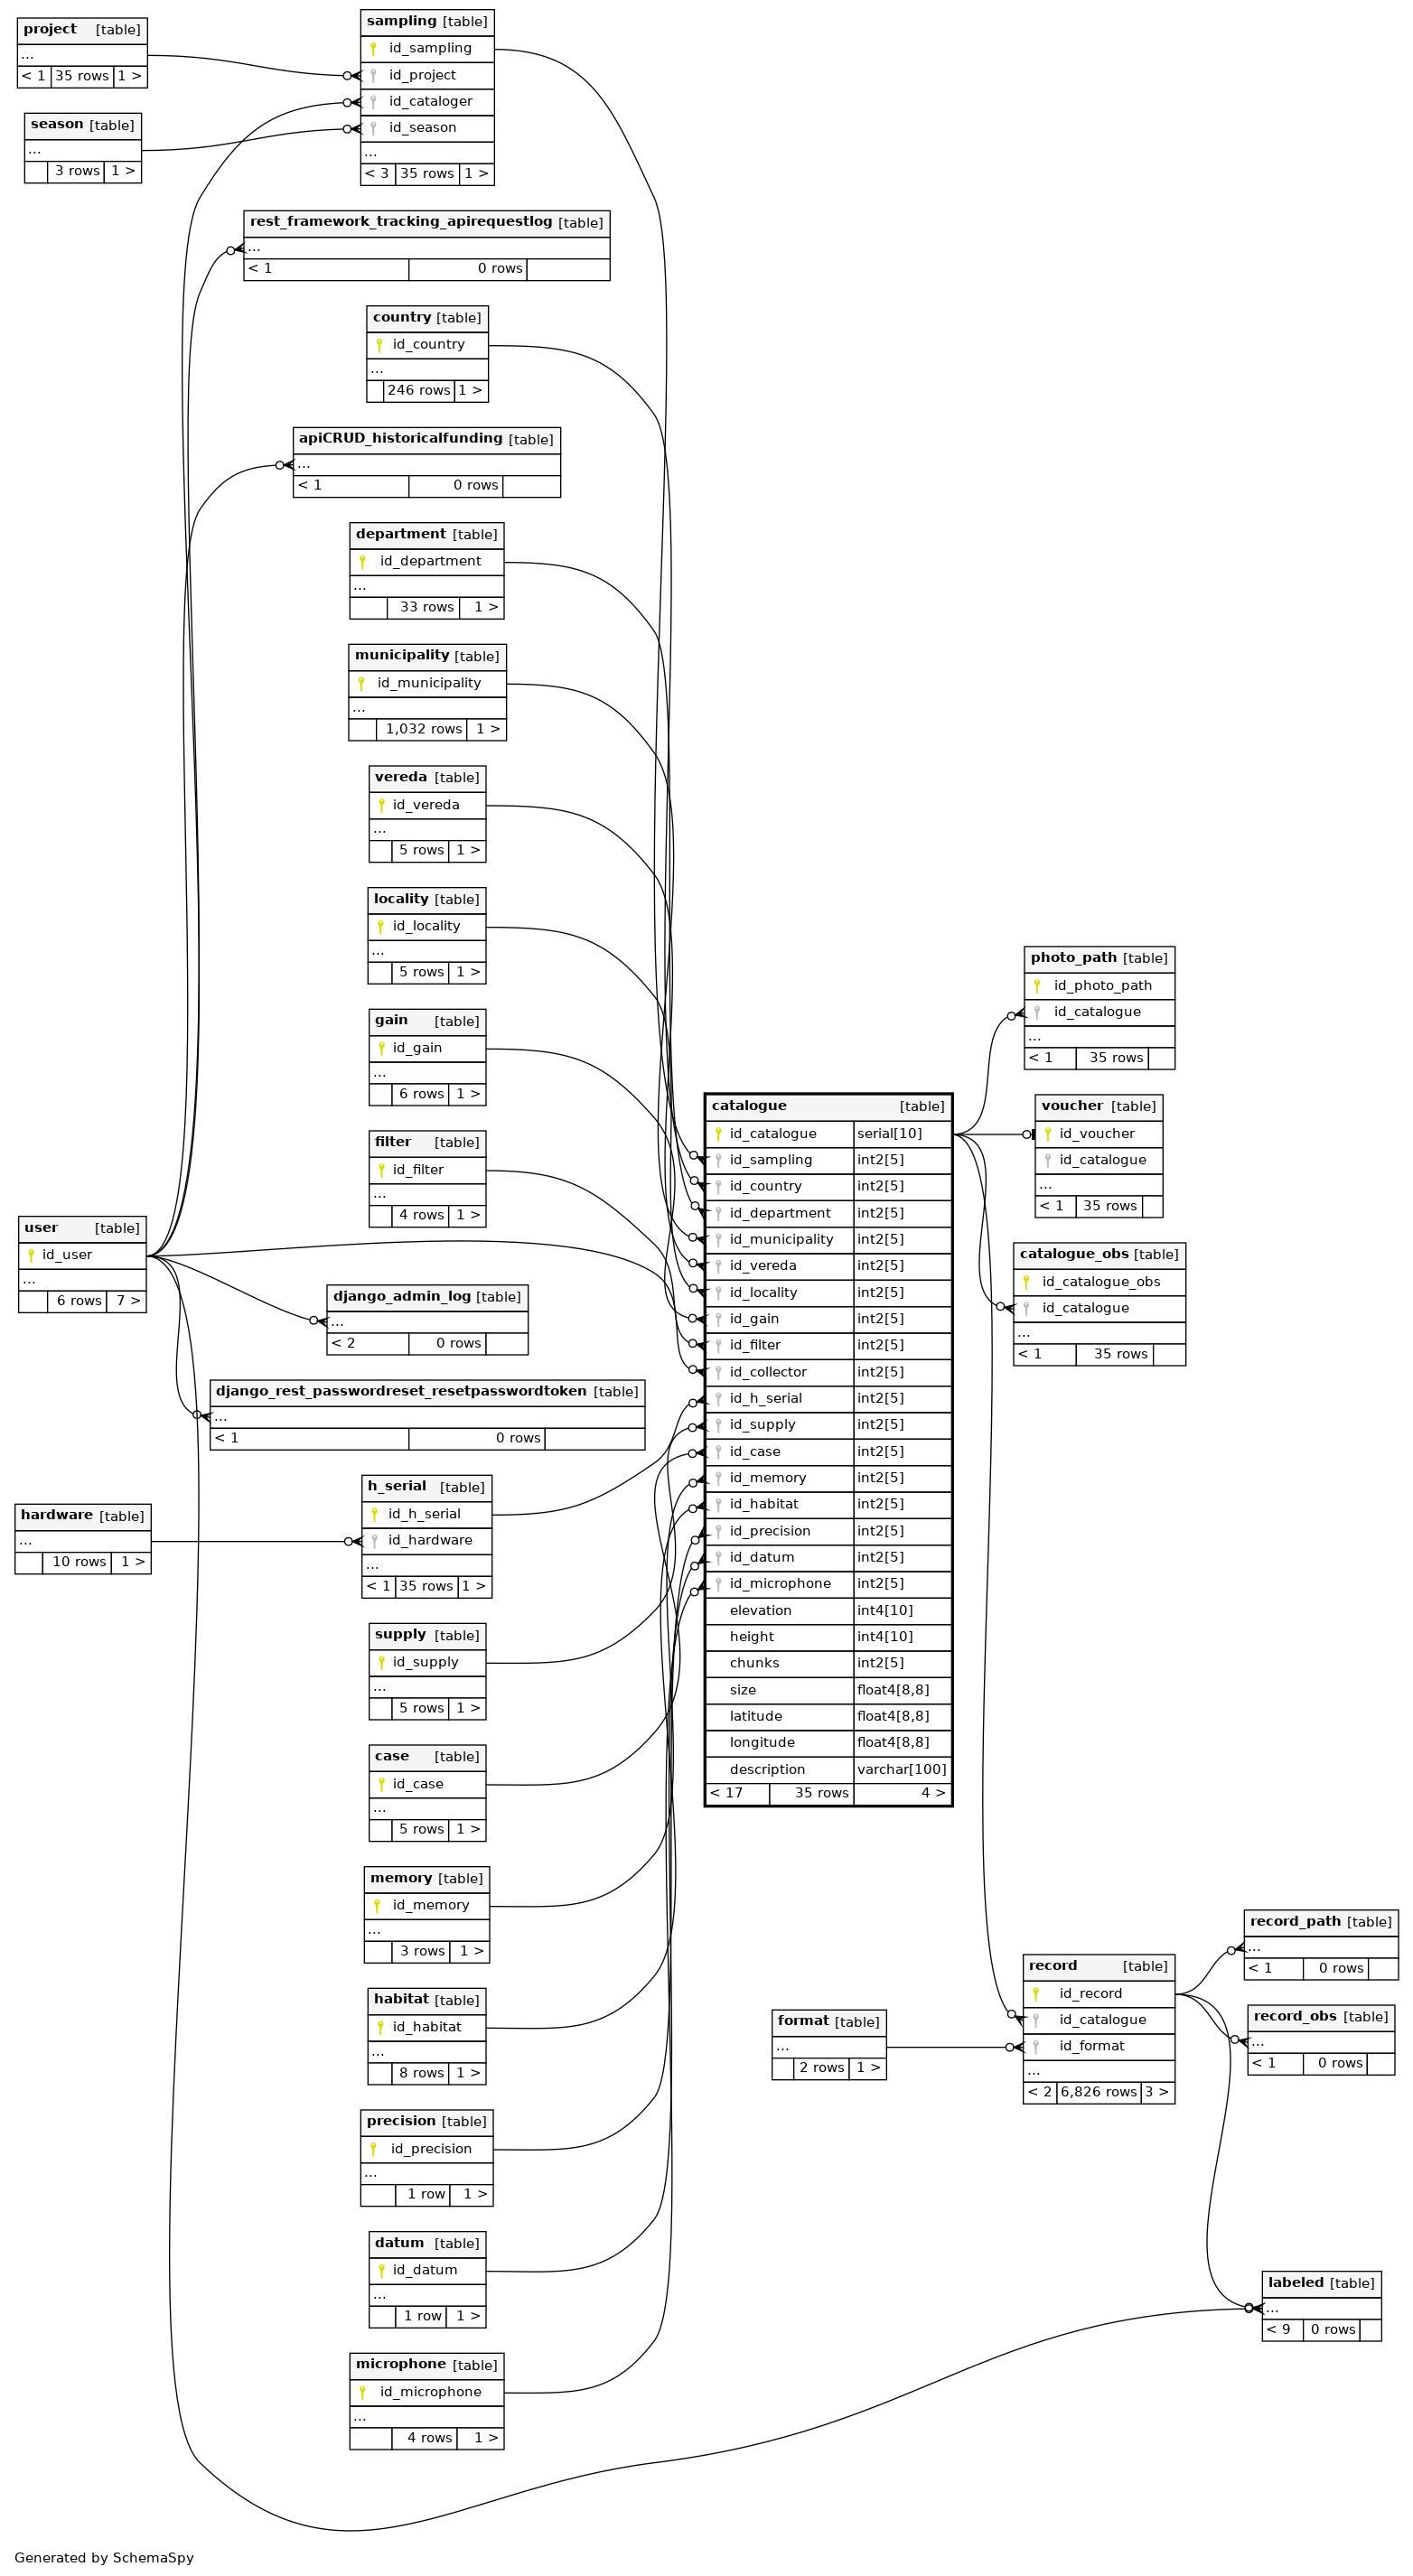 project [table]
...
< 1 35 rows 1 >
season [table]
...
3 rows 1 >
sampling [table]
id_sampling
id_project
id_cataloger
id_season
...
< 3 35 rows 1 >
rest_framework_tracking_apirequestlog [table]
...
< 1 0 rows
country [table]
id_country
...
246 rows 1 >
apiCRUD_historicalfunding [table]
...
< 1 0 rows
department [table]
id_department
...
33 rows 1 >
municipality [table]
id_municipality
...
1,032 rows 1 >
vereda [table]
id_vereda
...
5 rows 1 >
locality [table]
id_locality
...
5 rows 1 >
gain [table]
id_gain
...
6 rows 1 >
filter [table]
id_filter
...
4 rows 1 >
user [table]
id_user
...
6 rows 7 >
django_admin_log [table]
...
< 2 0 rows
django_rest_passwordreset_resetpasswordtoken [table]
...
< 1 0 rows
hardware [table]
...
10 rows 1 >
h_serial [table]
id_h_serial
id_hardware
...
< 1 35 rows 1 >
supply [table]
id_supply
...
5 rows 1 >
case [table]
id_case
...
5 rows 1 >
memory [table]
id_memory
...
3 rows 1 >
habitat [table]
id_habitat
...
8 rows 1 >
precision [table]
id_precision
...
1 row 1 >
datum [table]
id_datum
...
1 row 1 >
microphone [table]
id_microphone
...
4 rows 1 >
catalogue [table]
id_catalogue serial[10]
id_sampling int2[5]
id_country int2[5]
id_department int2[5]
id_municipality int2[5]
id_vereda int2[5]
id_locality int2[5]
id_gain int2[5]
id_filter int2[5]
id_collector int2[5]
id_h_serial int2[5]
id_supply int2[5]
id_case int2[5]
id_memory int2[5]
id_habitat int2[5]
id_precision int2[5]
id_datum int2[5]
id_microphone int2[5]
elevation int4[10]
height int4[10]
chunks int2[5]
size float4[8,8]
latitude float4[8,8]
longitude float4[8,8]
description varchar[100]
< 17 35 rows 4 >
photo_path [table]
id_photo_path
id_catalogue
...
< 1 35 rows
voucher [table]
id_voucher
id_catalogue
...
< 1 35 rows
catalogue_obs [table]
id_catalogue_obs
id_catalogue
...
< 1 35 rows
format [table]
...
2 rows 1 >
record [table]
id_record
id_catalogue
id_format
...
< 2 6,826 rows 3 >
record_path [table]
...
< 1 0 rows
record_obs [table]
...
< 1 0 rows
labeled [table]
...
< 9 0 rows
Generated by SchemaSpy